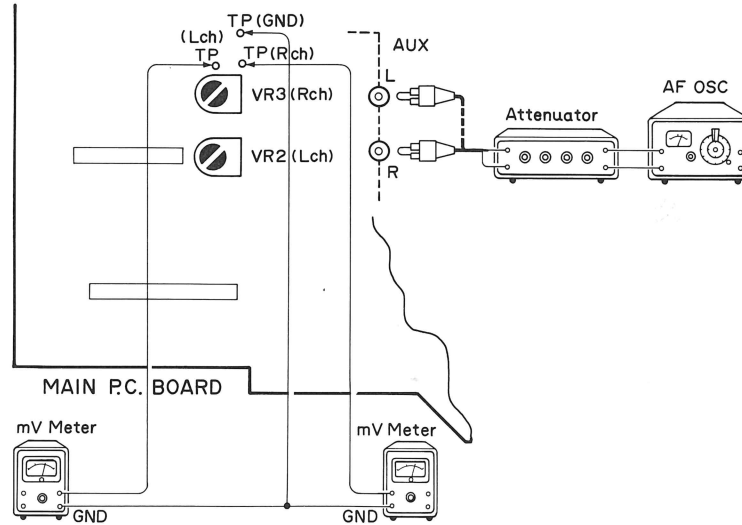 TP (GND)
(Lch)
TP
TP (Rch)
AUX
L
VR3 (Rch)
Attenuator
AF OSC
VR2 (Lch)
R
MAIN P.C. BOARD
mV Meter
mV Meter
GND
GND